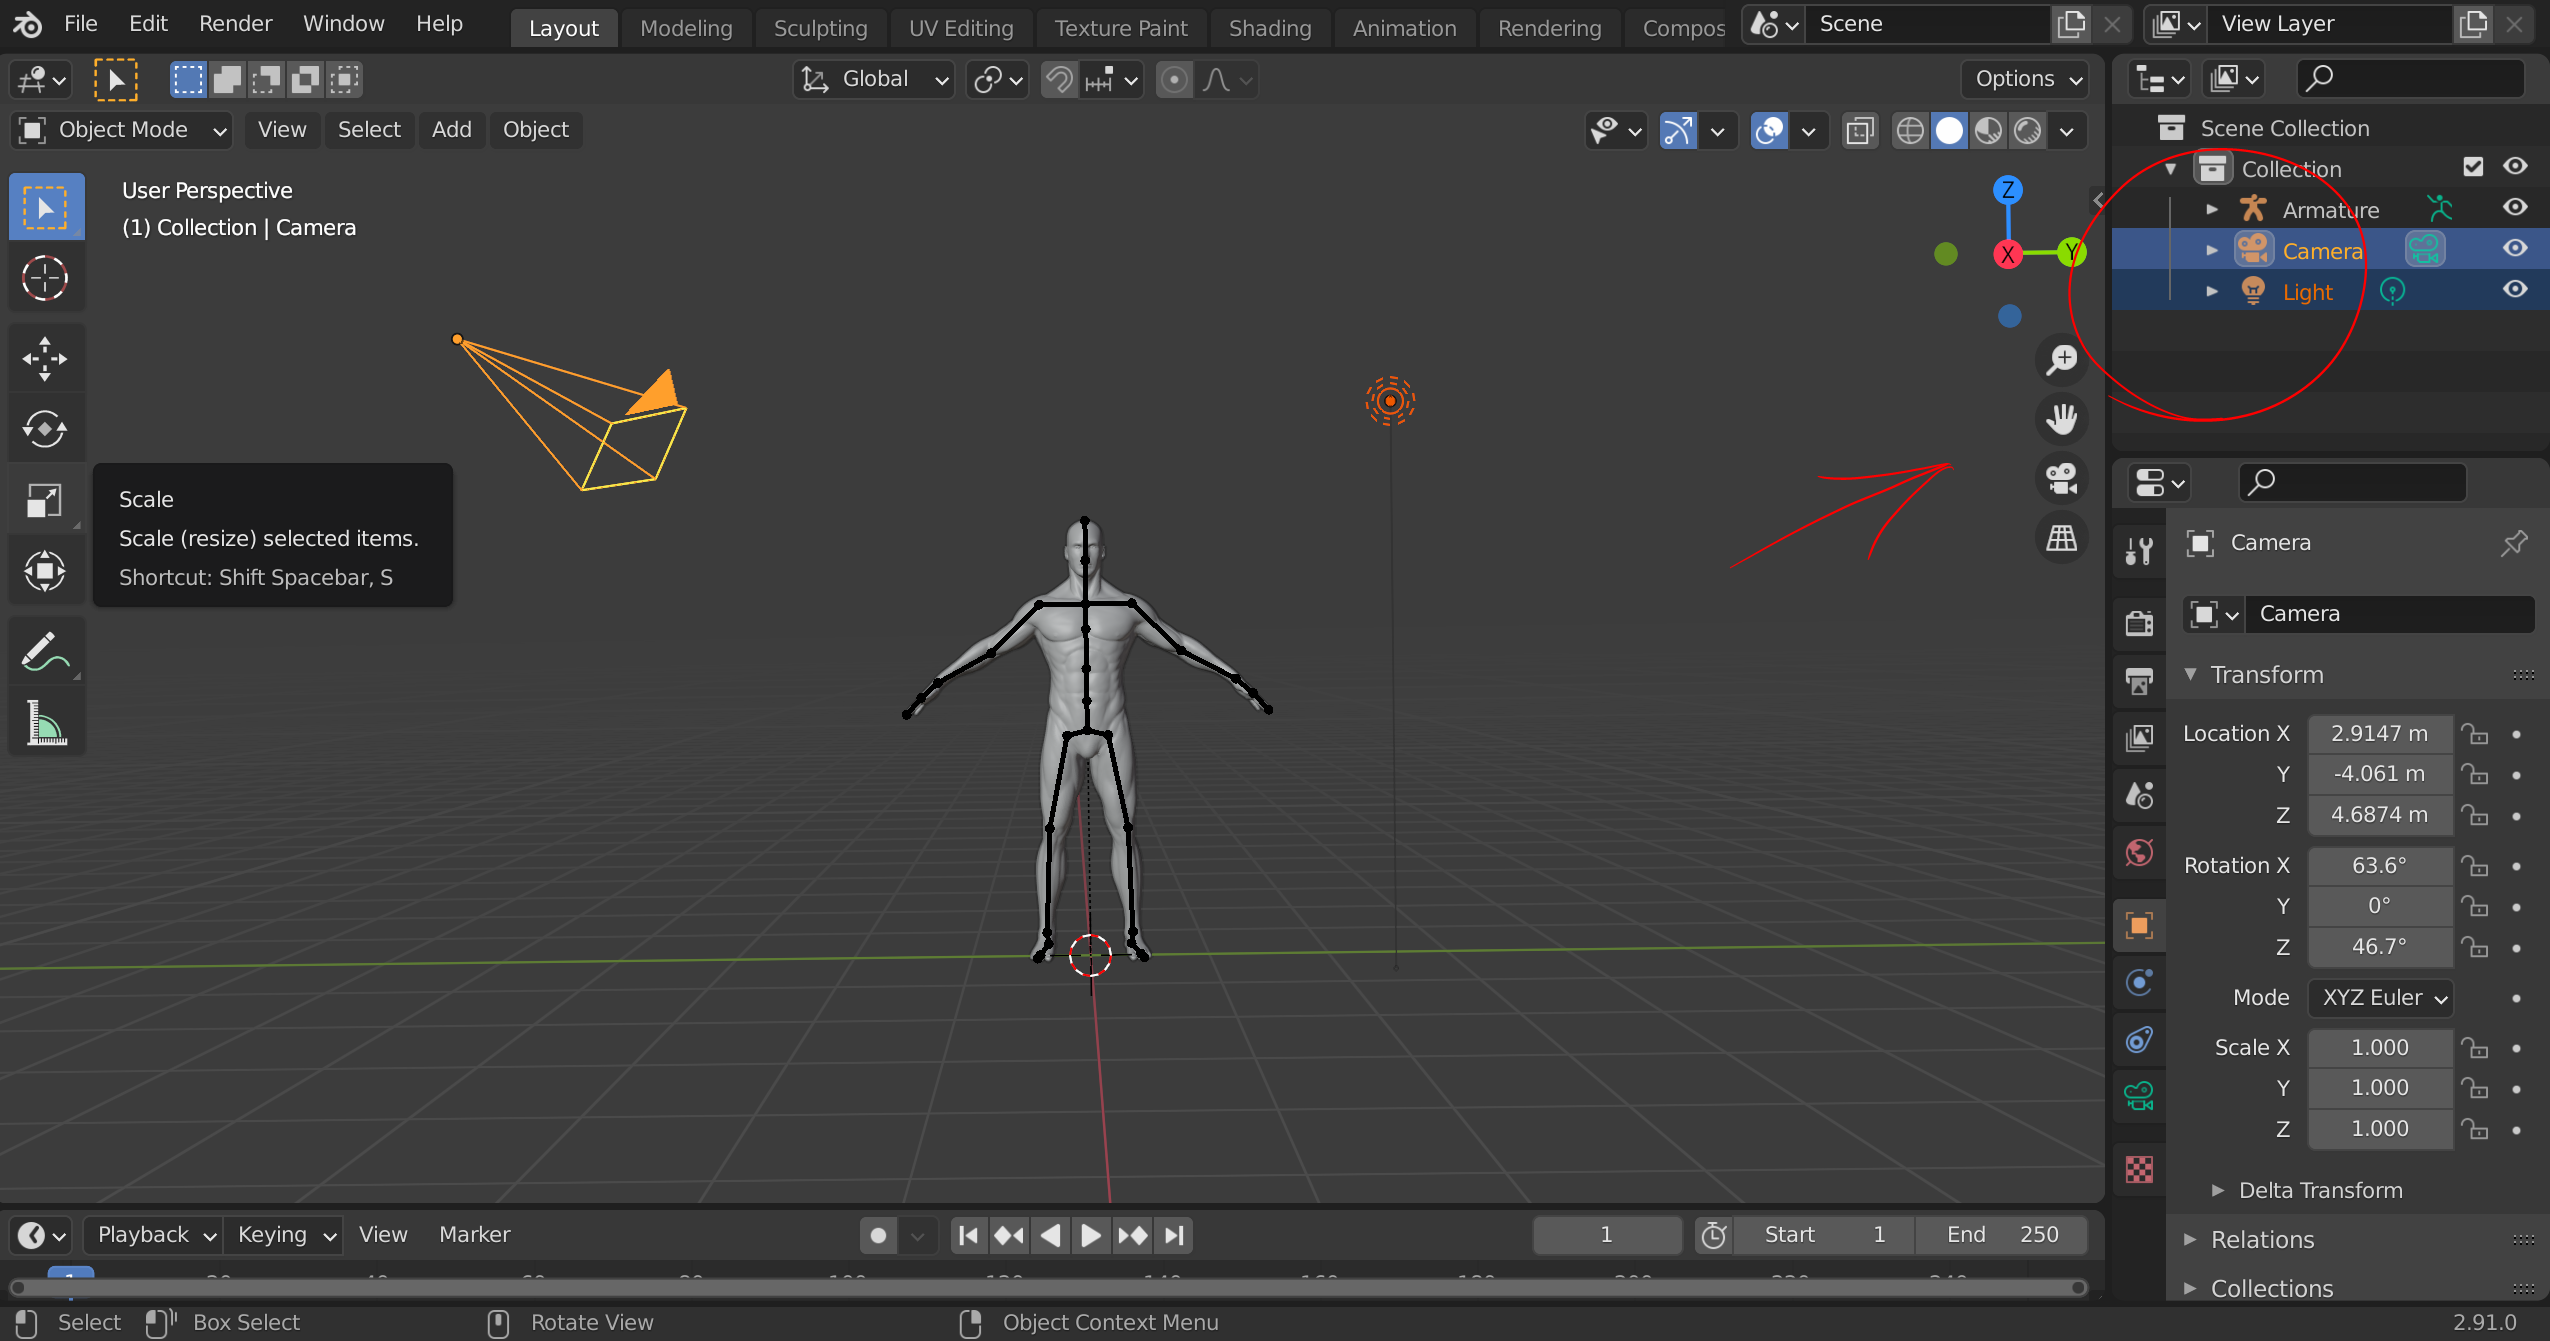 File Edit Render Window Help Layout Modeling Sculpting UV Editing Texture Paint Shading Animation Rendering Compos Scene View Layer
Global Options
Object Mode View Select Add Object
User Perspective
(1) Collection | Camera
Z
X
Y
Scale
Scale (resize) selected items.
Shortcut: Shift Spacebar, S
Scene Collection
Collection
Armature
Camera
Light
Camera
Camera
Transform
Location X 2.9147 m
Y -4.061 m
Z 4.6874 m
Rotation X 63.6°
Y 0°
Z 46.7°
Mode XYZ Euler
Scale X 1.000
Y 1.000
Z 1.000
Delta Transform
Relations
Collections
Playback Keying View Marker 1 Start 1 End 250
Select Box Select Rotate View Object Context Menu 2.91.0